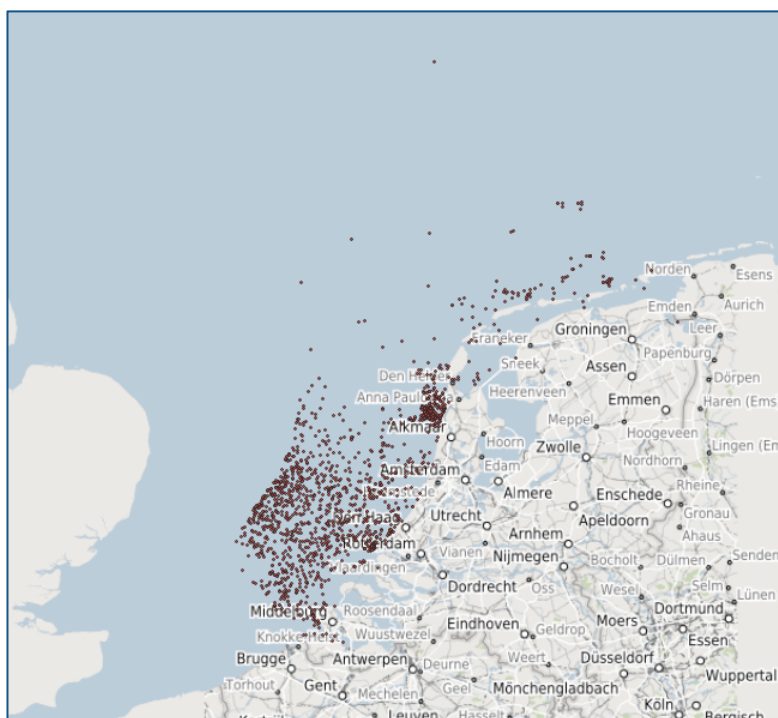 Norden
Esens
Emden
Aurich
Leer
Groningen
Franeker
Papenburg
Sneek
Assen
Dörpen
Den Helder
Heerenveen
Anna Paulo
Emmen
Haren (Ems
Meppel
Alkmaar
Hoogeveen
Hoorn
Zwolle
Lingen (Em
Amsterdam
Edam
Nordhorn
Rheine
Almere
Enschede
Gronau
Apeldoorn
Den Haag
Utrecht
Ahaus
Arnhem
Rotterdam
Vianen
Nijmegen
Bocholt
Dülmen
Senden
Vlaardingen
Dordrecht
Oss
Wesel
Selm
Lünen
Middelburg
Roosendaal
Dortmund
Eindhoven
Geldrop
Moers
Essen
Knokke-Heist
Wuustwezel
Brugge
Antwerpen
Deurne
Weert
Düsseldorf
Wuppertal
Torhout
Gent
Mechelen
Geel
Mönchengladbach
Köln
Leuven
Hasselt
Bergisch